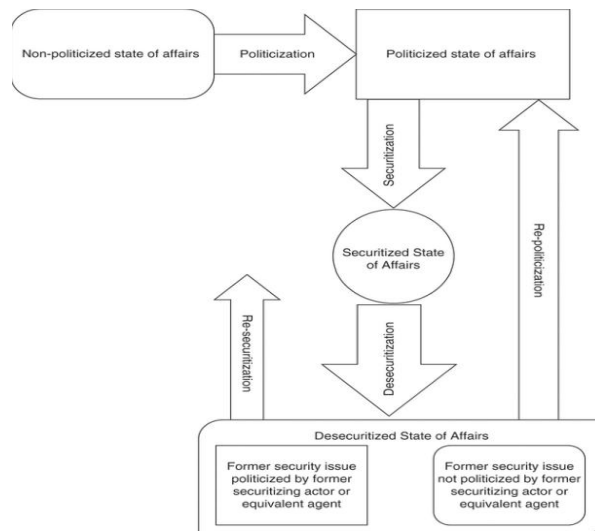 Non-politicized state of affairs
Politicization
Politicized state of affairs
Securitization
Securitized State
of Affairs
Re-politicization
Re-securitization
Desecuritization
Desecuritized State of Affairs
Former security issue
politicized by former
securitizing actor or
equivalent agent
Former security issue
not politicized by former
securitizing actor or
equivalent agent